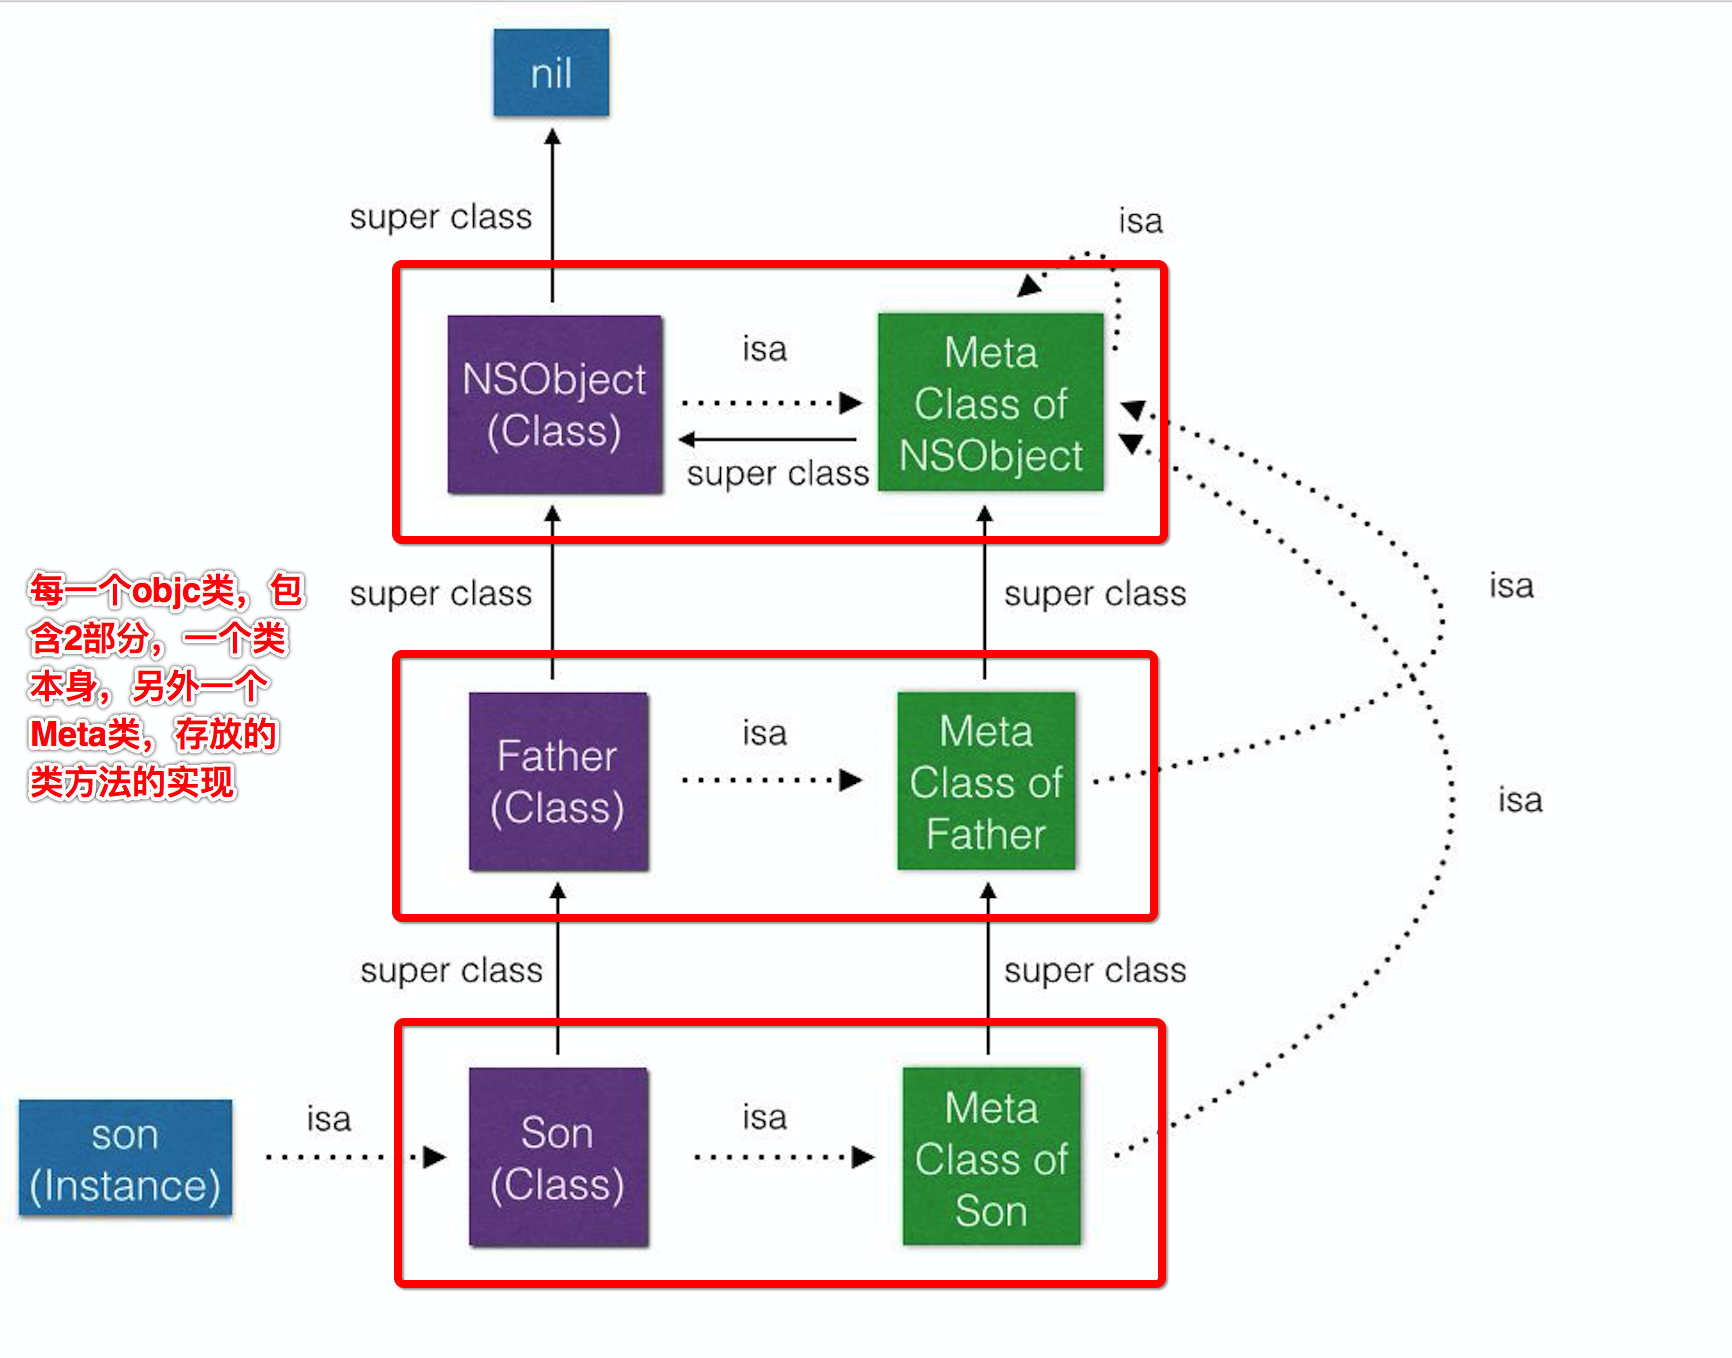 nil
super class
isa
NSObject
(Class)
isa
super class
Meta
Class of
NSObject
super class
super class
isa
每一个objc类，包
含2部分，一个类
本身，另外一个
Meta类，存放的
类方法的实现
Father
(Class)
isa
Meta
Class of
Father
isa
super class
super class
son
(Instance)
isa
Son
(Class)
isa
Meta
Class of
Son